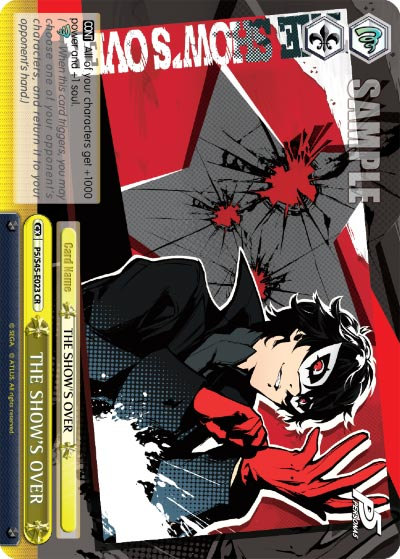 THE SHOW'S OVER
SAMPLE
[CONT] All of your characters get +1000
power and +1 soul.
( : When this card triggers, you may
choose one of your opponent's
characters, and return it to your
opponent's hand.)
CX
P5/S45-E023 CR
THE SHOW'S OVER
Card Name
THE SHOW'S OVER
© SEGA © ATLUS. All rights reserved.
P5
PERSONA5